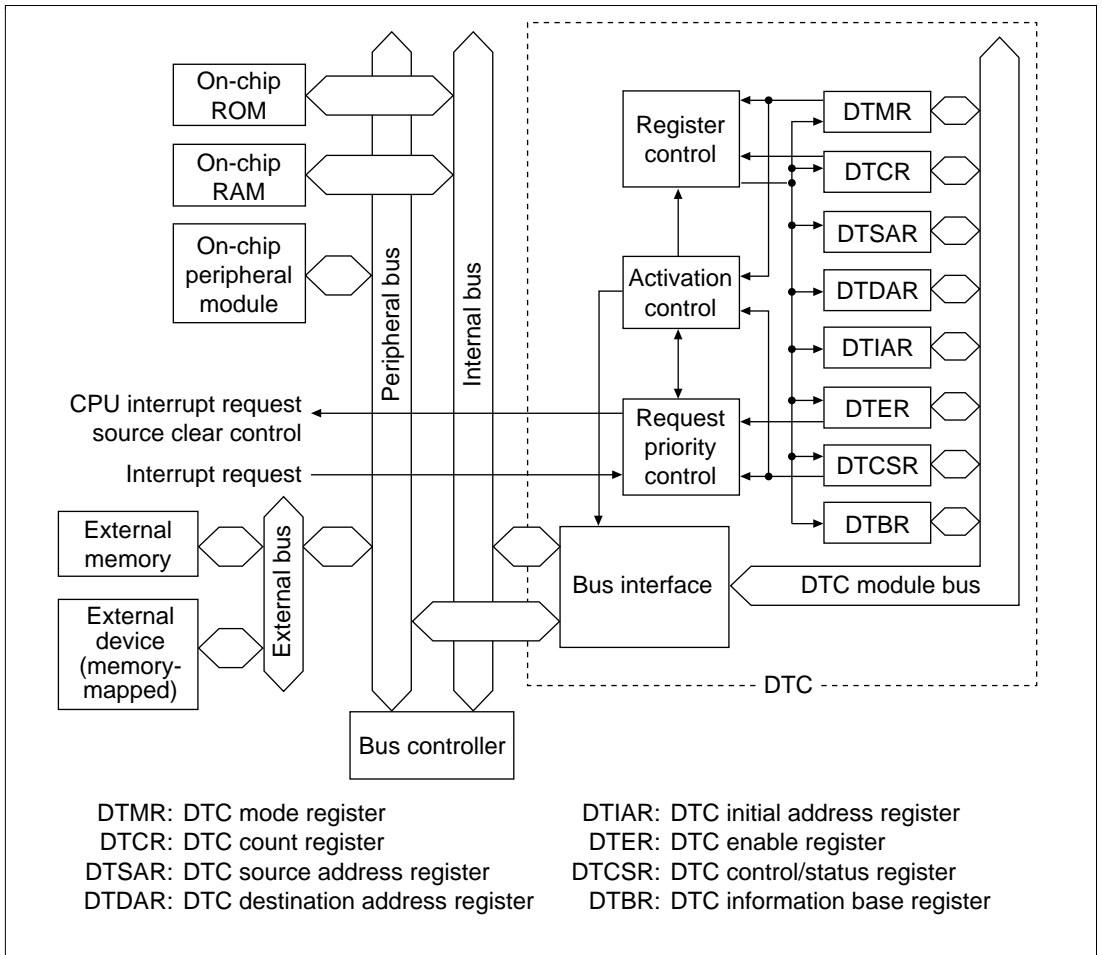 On-chip
ROM
On-chip
RAM
On-chip
peripheral
module
Peripheral bus
Internal bus
CPU interrupt request
source clear control
Interrupt request
External
memory
External
device
(memory-
mapped)
External bus
Bus controller
Register
control
Activation
control
Request
priority
control
Bus interface
DTMR
DTCR
DTSAR
DTDAR
DTIAR
DTER
DTCSR
DTBR
DTC module bus
DTC
DTMR: DTC mode register
DTCR: DTC count register
DTSAR: DTC source address register
DTDAR: DTC destination address register
DTIAR: DTC initial address register
DTER: DTC enable register
DTCSR: DTC control/status register
DTBR: DTC information base register